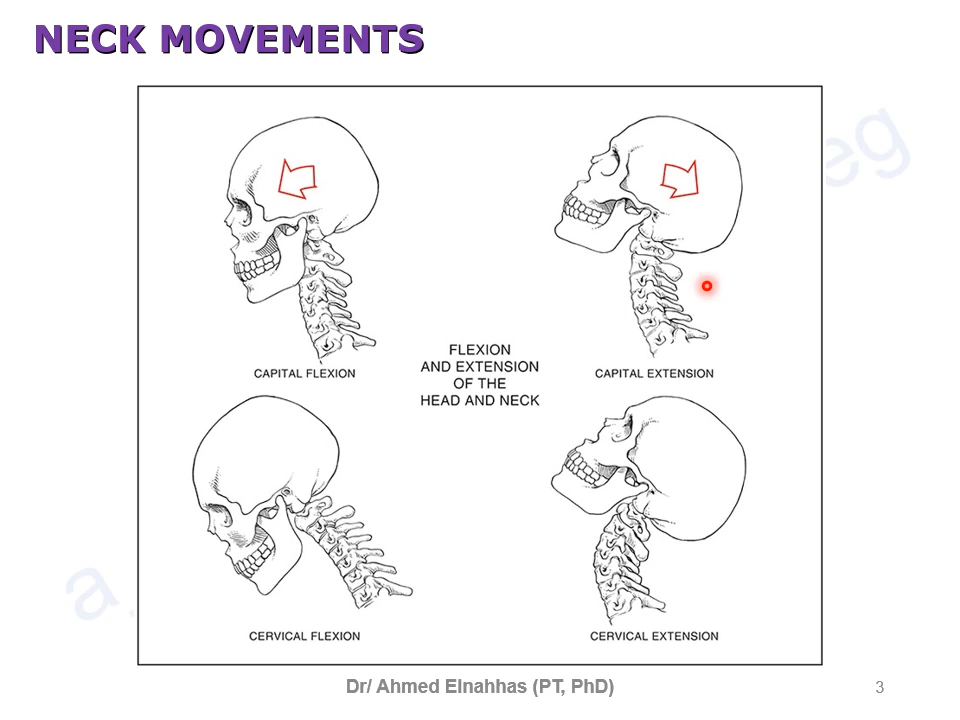 NECK MOVEMENTS
CAPITAL FLEXION
CAPITAL EXTENSION
FLEXION
AND EXTENSION
OF THE
HEAD AND NECK
CERVICAL FLEXION
CERVICAL EXTENSION
Dr/ Ahmed Elnahhas (PT, PhD)
3